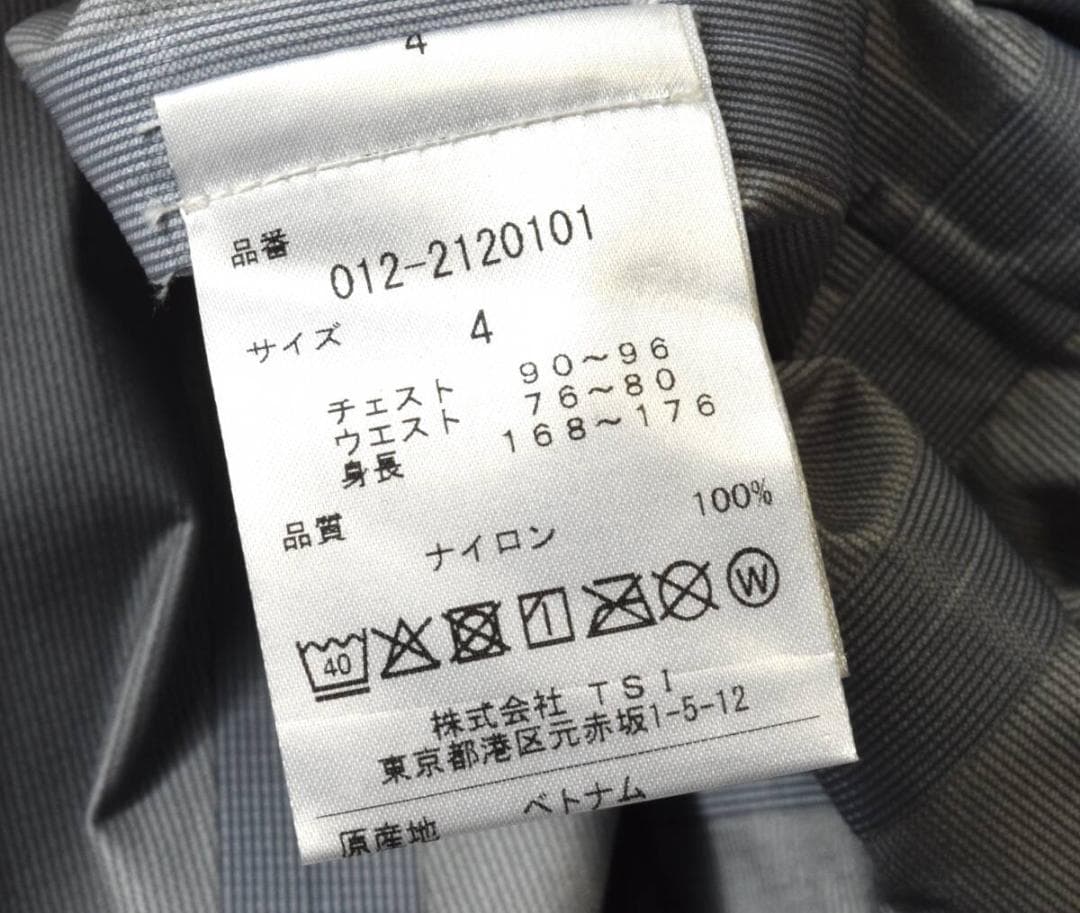 4
品番 012-2120101
サイズ 4
チェスト 90～96
ウエスト 76～80
身長 168～176
品質 ナイロン 100%
40 W
株式会社 TSI
東京都港区元赤坂1-5-12
原産地 ベトナム